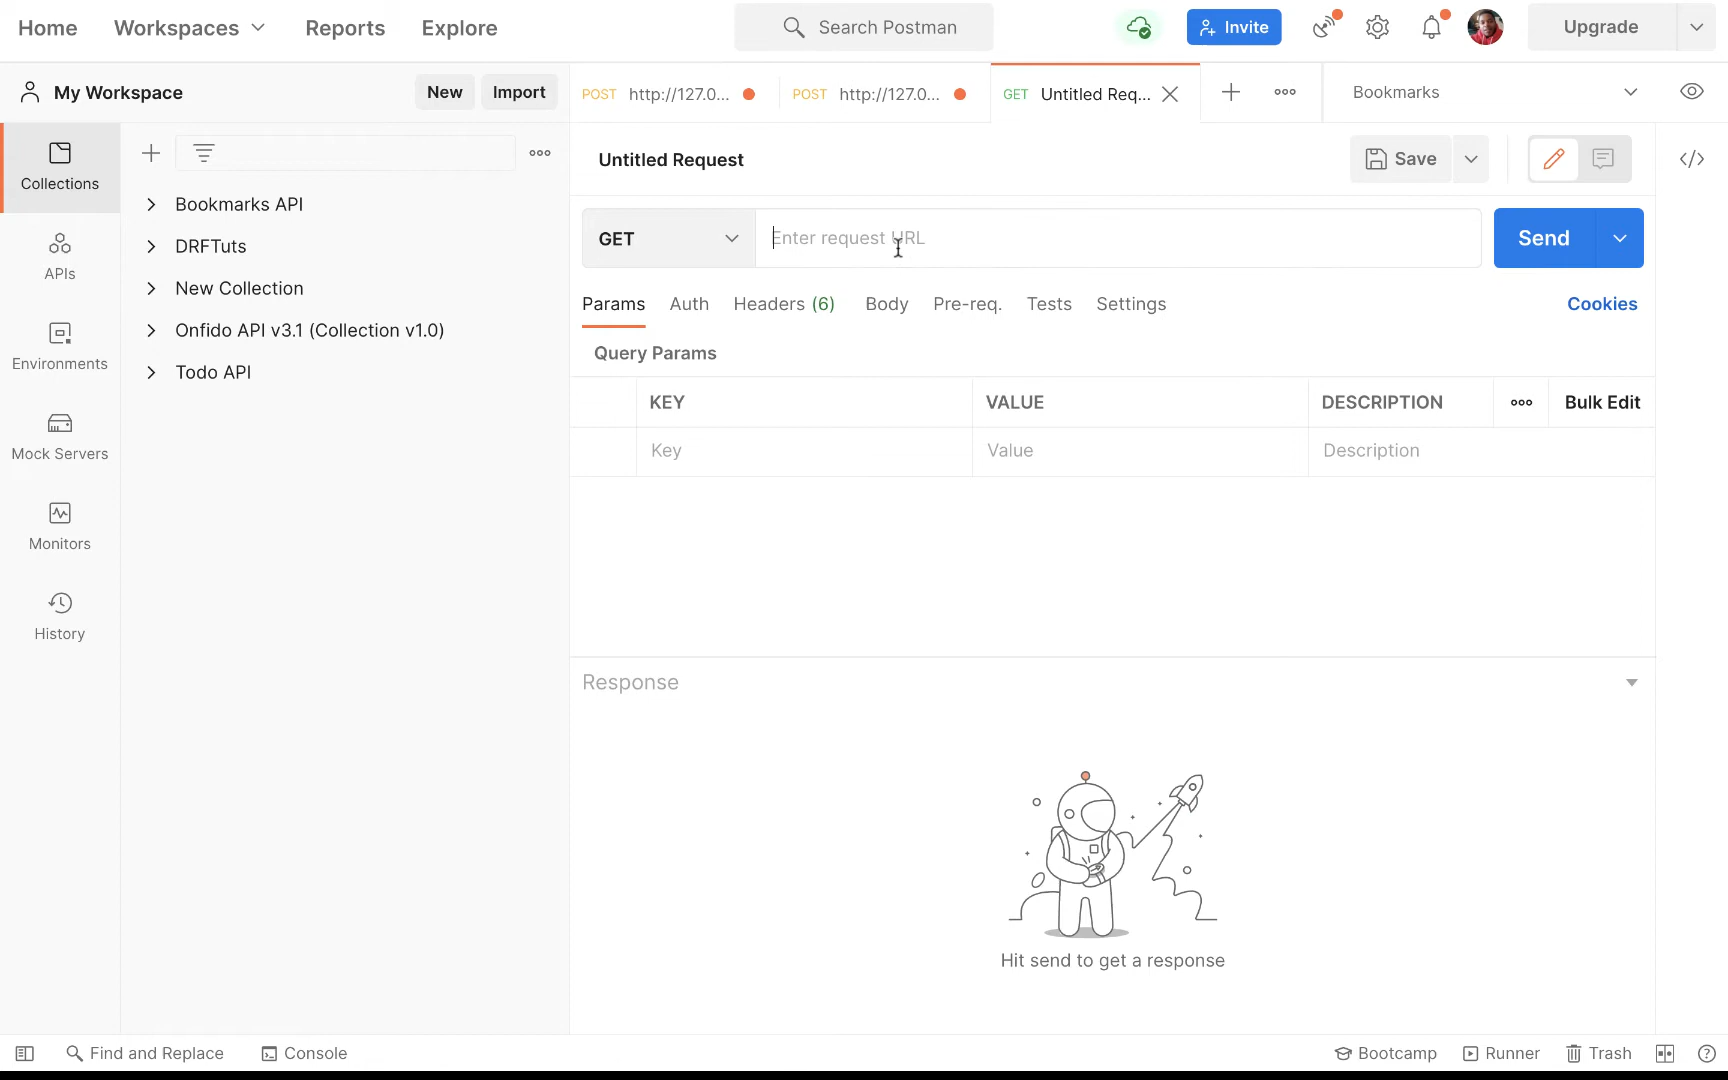 Home Workspaces Reports Explore Search Postman Invite Upgrade
My Workspace New Import POST http://127.0... POST http://127.0... GET Untitled Req... Bookmarks
Collections
APIs
Environments
Mock Servers
Monitors
History
Bookmarks API
DRFTuts
New Collection
Onfido API v3.1 (Collection v1.0)
Todo API
Untitled Request Save
GET Enter request URL Send
Params Auth Headers (6) Body Pre-req. Tests Settings Cookies
Query Params
KEY VALUE DESCRIPTION Bulk Edit
Key Value Description
Response
Hit send to get a response
Find and Replace Console Bootcamp Runner Trash